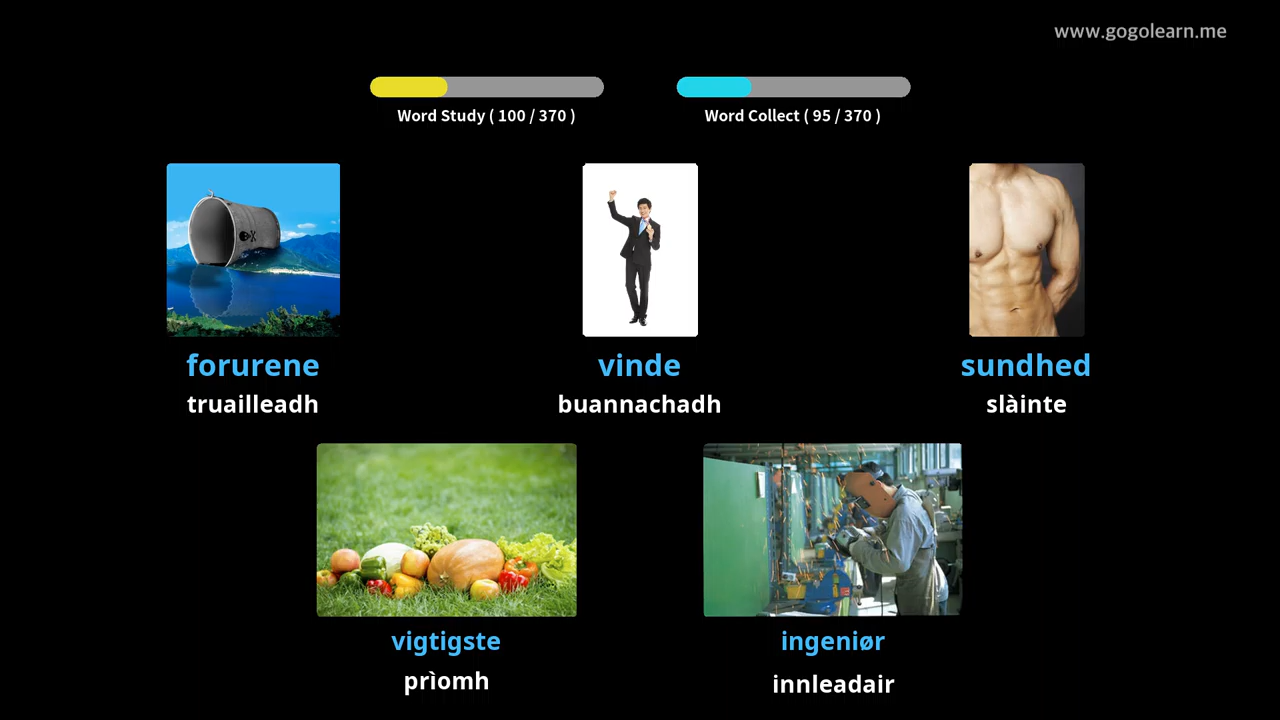 www.gogolearn.me
Word Study ( 100 / 370 )
Word Collect ( 95 / 370 )
forurene
truailleadh
vinde
buannachadh
sundhed
slàinte
vigtigste
prìomh
ingeniør
innleadair